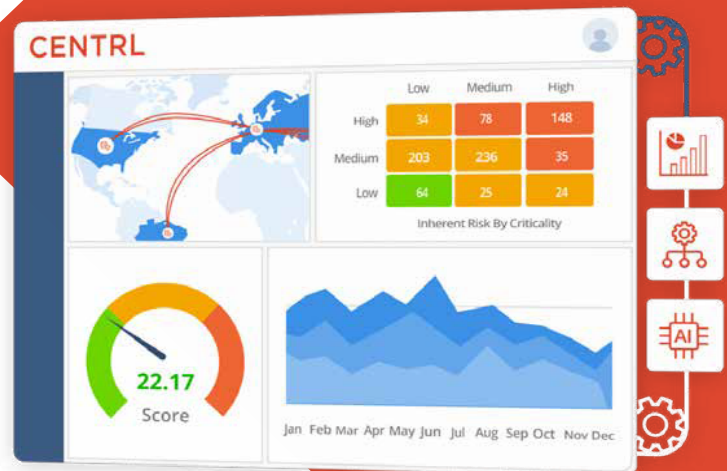 CENTRL
Low Medium High
High 34 78 148
Medium 203 236 35
Low 64 25 24
Inherent Risk By Criticality
22.17
Score
Jan Feb Mar Apr May Jun Jul Aug Sep Oct Nov Dec
AI